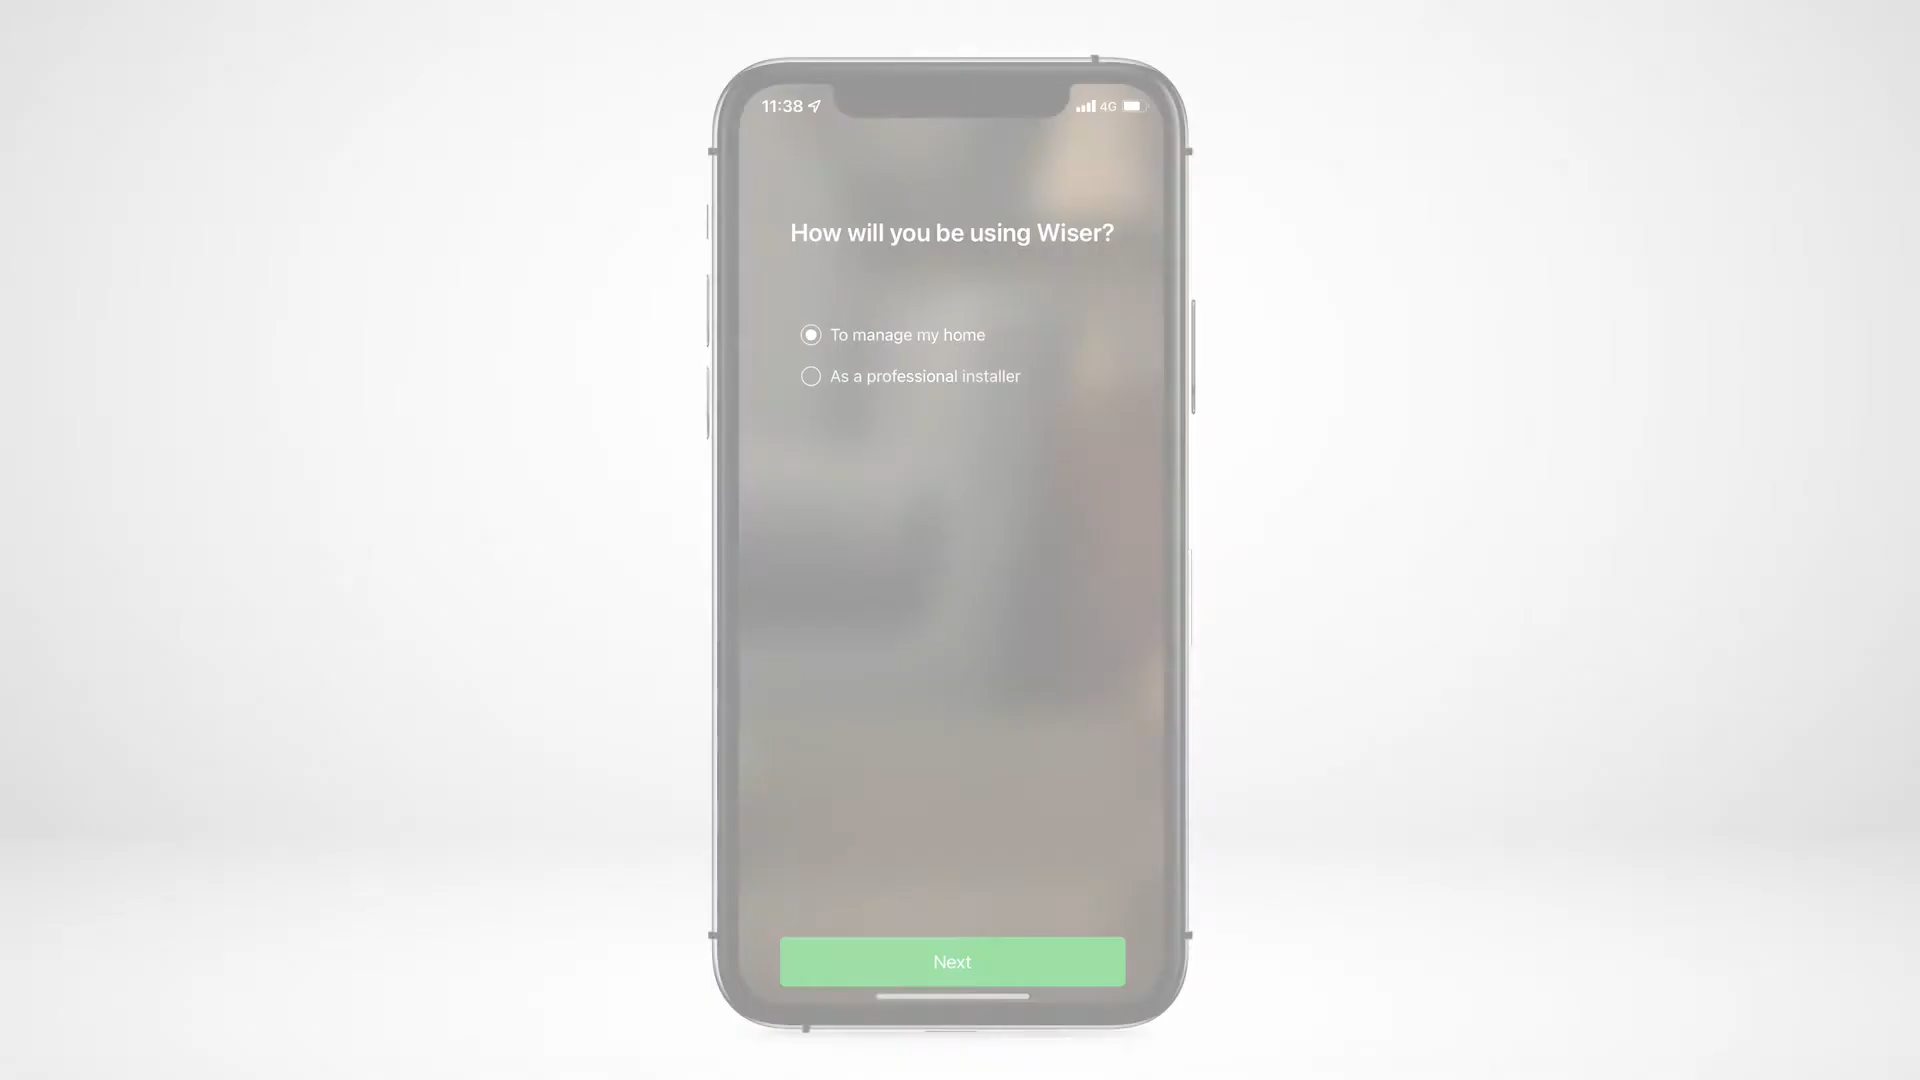 11:38 4G
How will you be using Wiser?
To manage my home
As a professional installer
Next